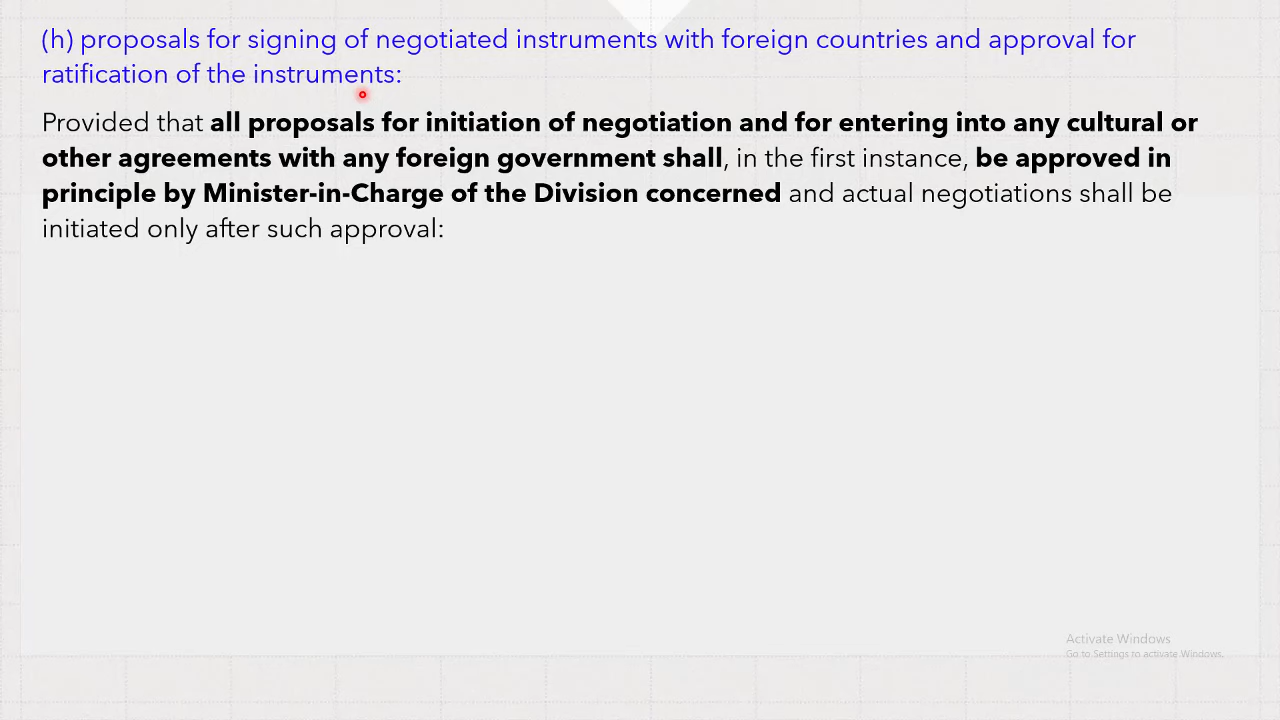 (h) proposals for signing of negotiated instruments with foreign countries and approval for
ratification of the instruments:
Provided that all proposals for initiation of negotiation and for entering into any cultural or
other agreements with any foreign government shall, in the first instance, be approved in
principle by Minister-in-Charge of the Division concerned and actual negotiations shall be
initiated only after such approval:
Activate Windows
Go to Settings to activate Windows.